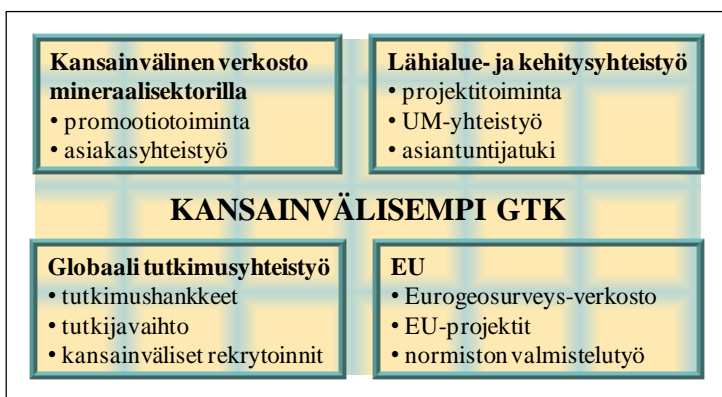 Kansainvälinen verkosto
mineraalisektorilla
• promootiotoiminta
• asiakasyhteistyö
Lähialue- ja kehitysyhteistyö
• projektitoiminta
• UM-yhteistyö
• asiantuntijatuki
KANSAINVÄLISEMPI GTK
Globaali tutkimusyhteistyö
• tutkimushankkeet
• tutkijavaihto
• kansainväliset rekrytoinnit
EU
• Eurogeosurveys-verkosto
• EU-projektit
• normiston valmistelutyö